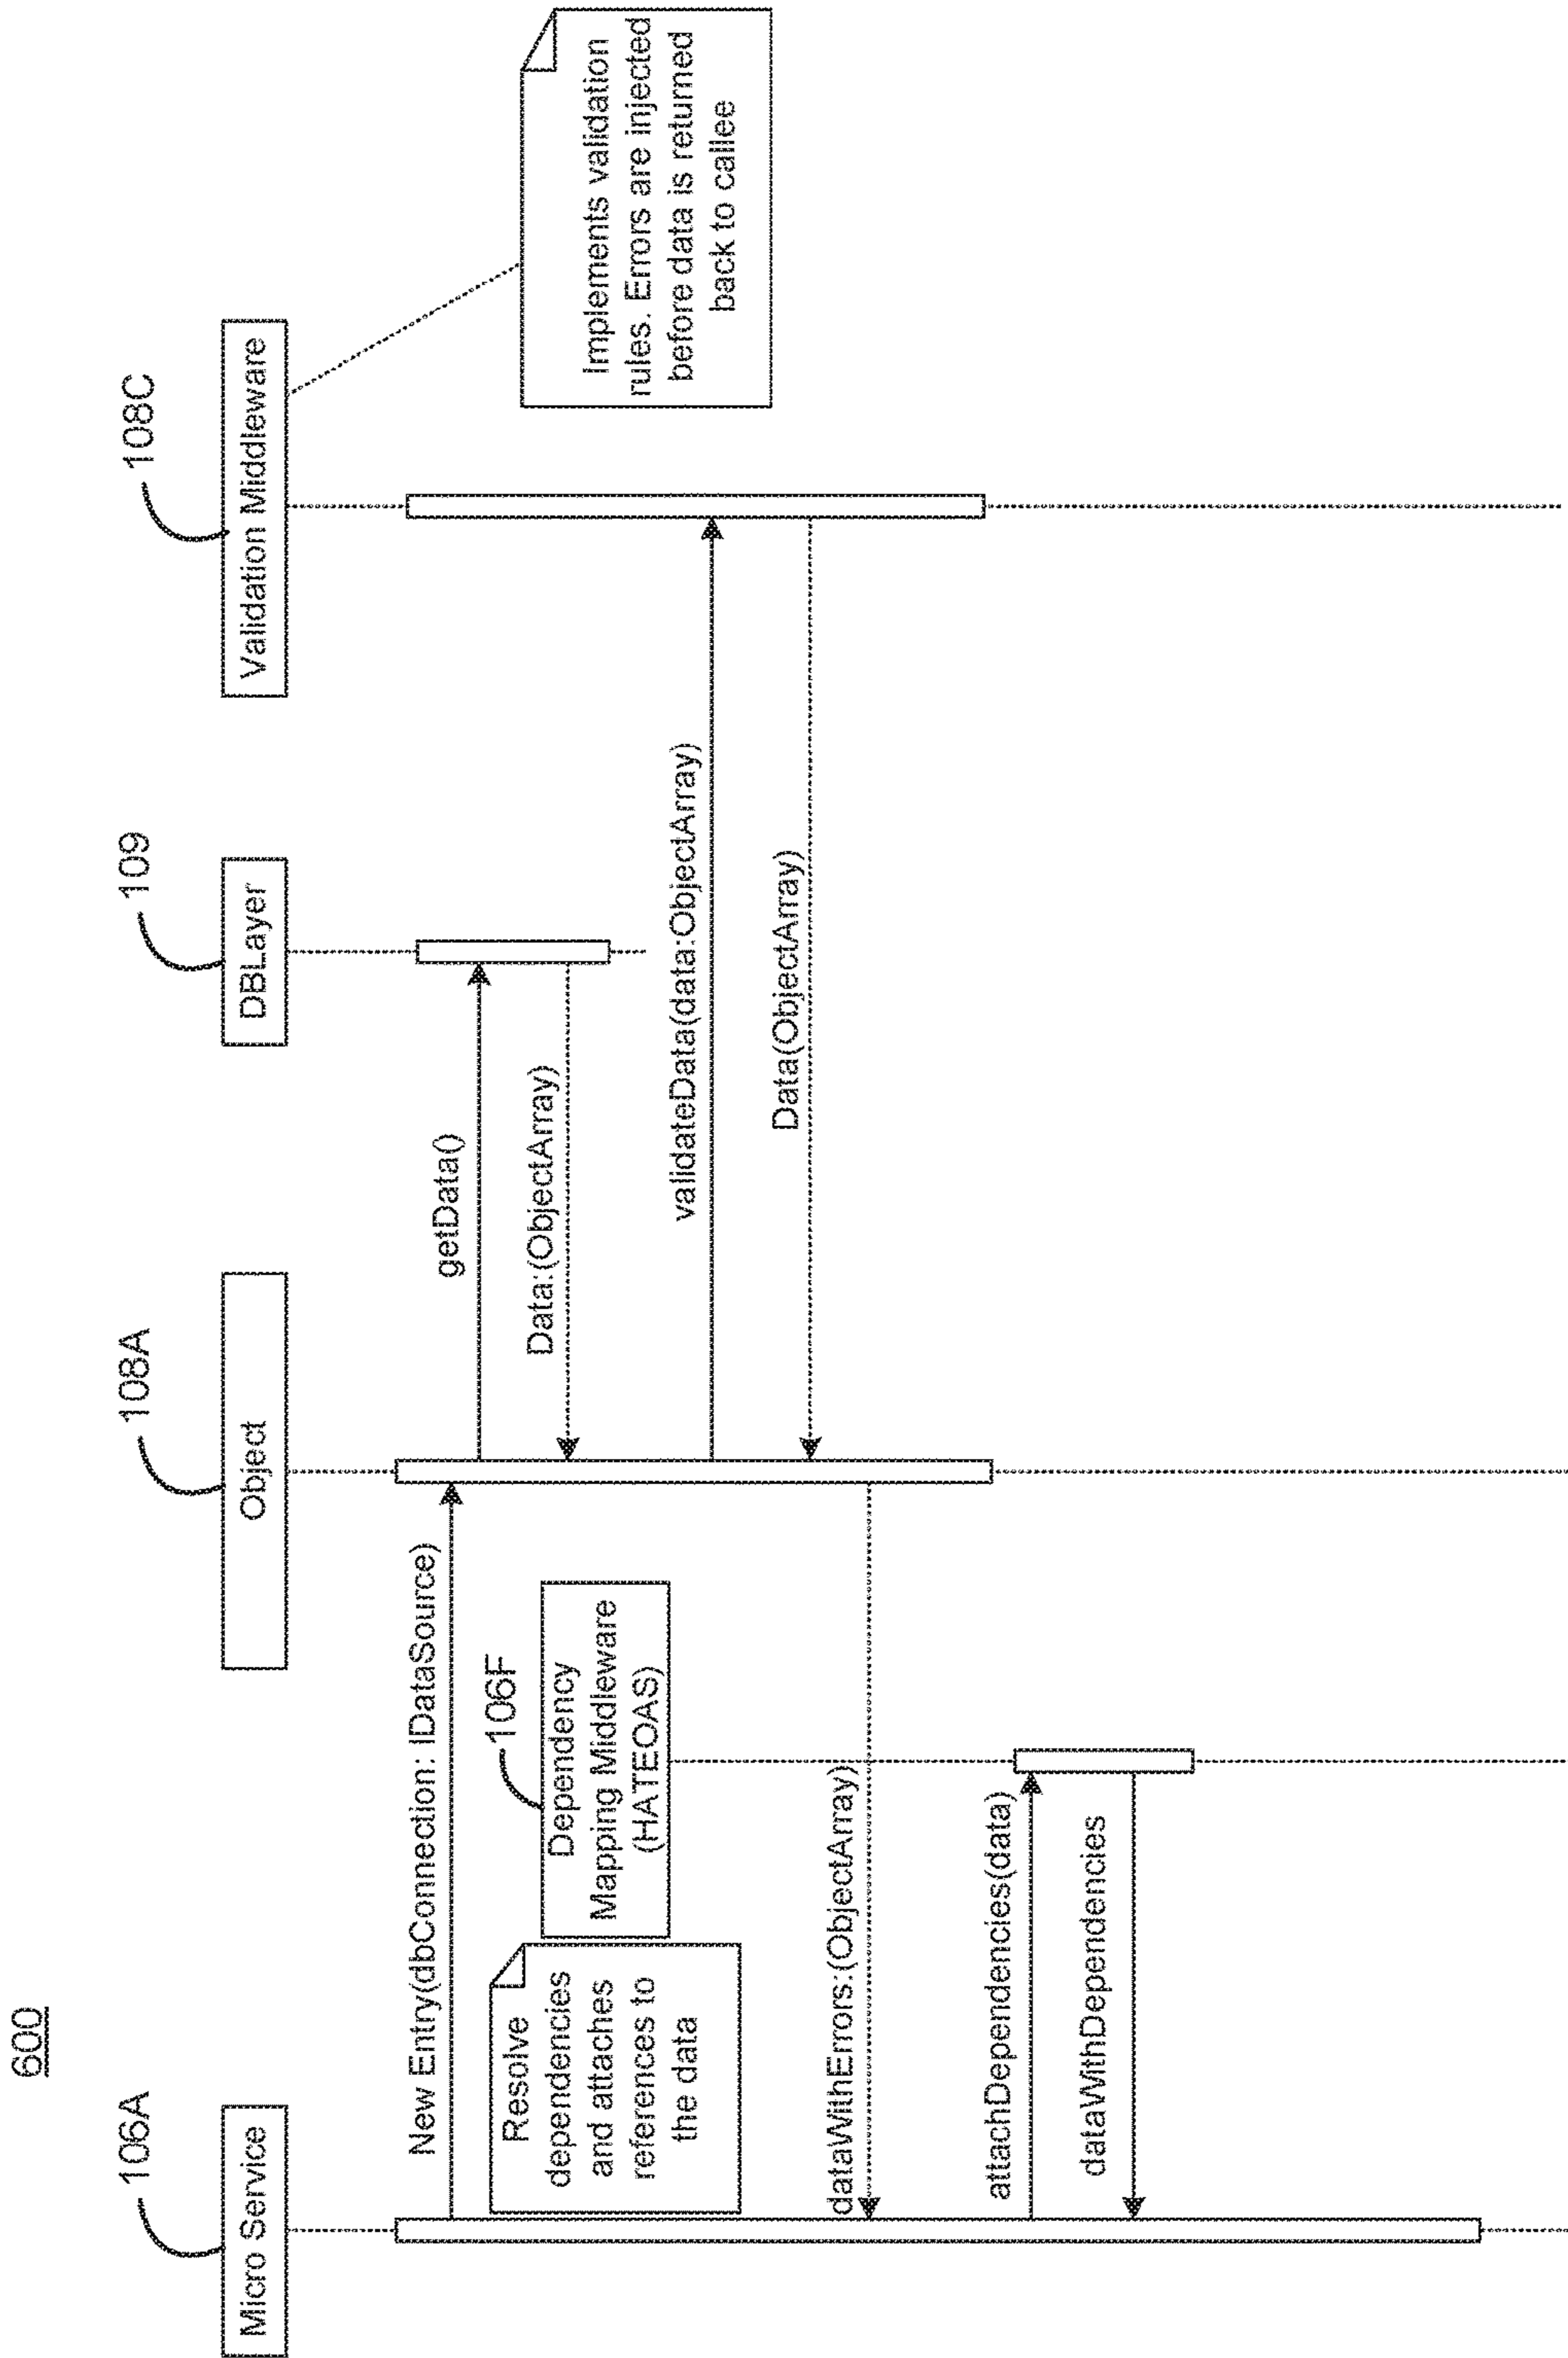 600
106A
108A
109
108C
Micro Service
Object
DBLayer
Validation Middleware
New Entry(dbConnection: IDataSource)
getData()
Data:(ObjectArray)
Implements validation
rules. Errors are injected
before data is returned
back to callee
106F
Resolve
dependencies
and attaches
references to
the data
Dependency
Mapping Middleware
(HATEOAS)
validateData(data:ObjectArray)
Data(ObjectArray)
dataWithErrors:(ObjectArray)
attachDependencies(data)
dataWithDependencies